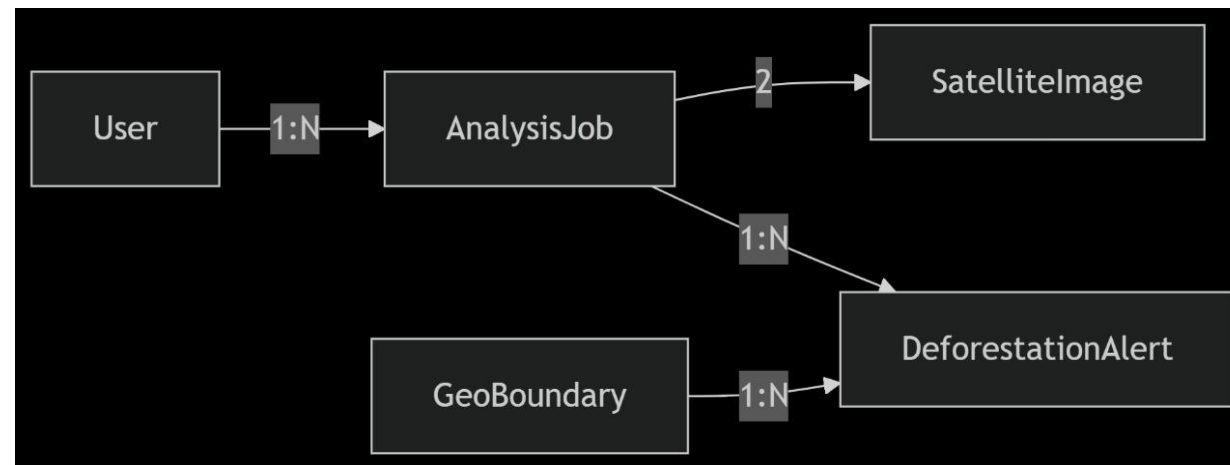 User
1:N
AnalysisJob
2
SatelliteImage
1:N
DeforestationAlert
GeoBoundary
1:N